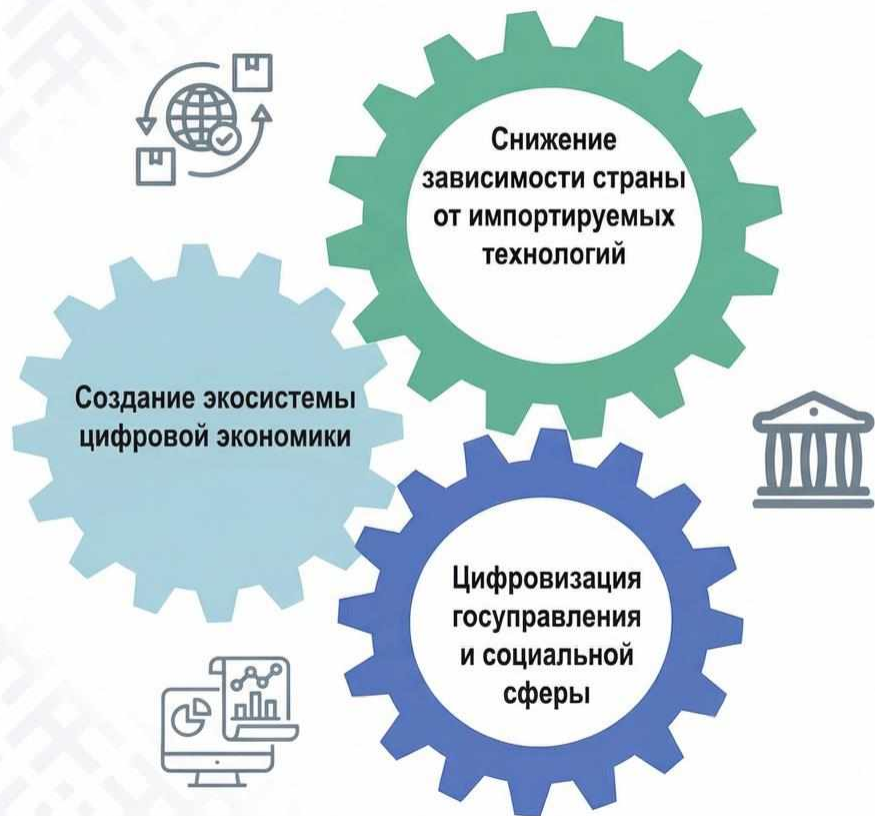 Снижение
зависимости страны
от импортируемых
технологий
Создание экосистемы
цифровой экономики
Цифровизация
госуправления
и социальной
сферы